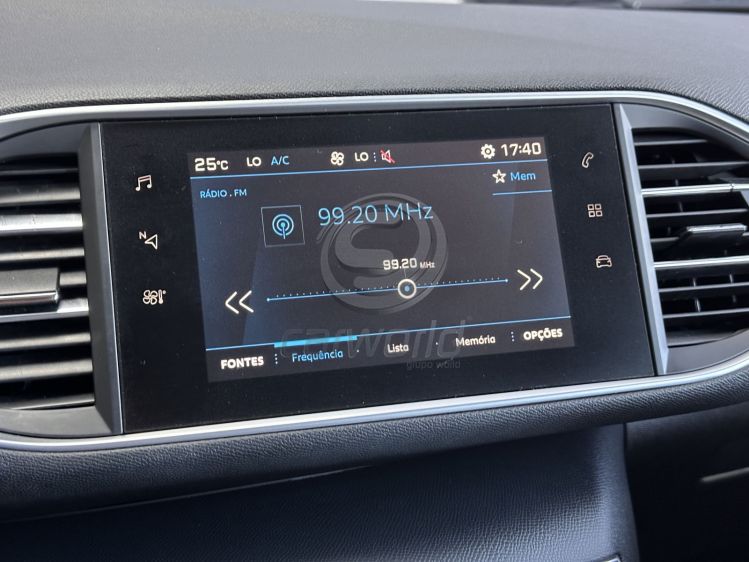 25°C LO A/C LO 17:40
RÁDIO . FM
Mem
99.20 MHz
N
99.20 MHz
FONTES Frequência Lista Memória OPÇÕES
carworld
grupo world